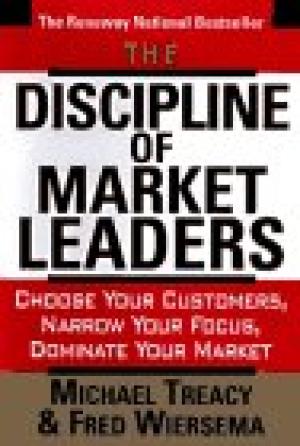 The Runaway National Bestseller
THE
DISCIPLINE
OF
MARKET
LEADERS
CHOOSE YOUR CUSTOMERS,
NARROW YOUR FOCUS,
DOMINATE YOUR MARKET
MICHAEL TREACY
& FRED WIERSEMA